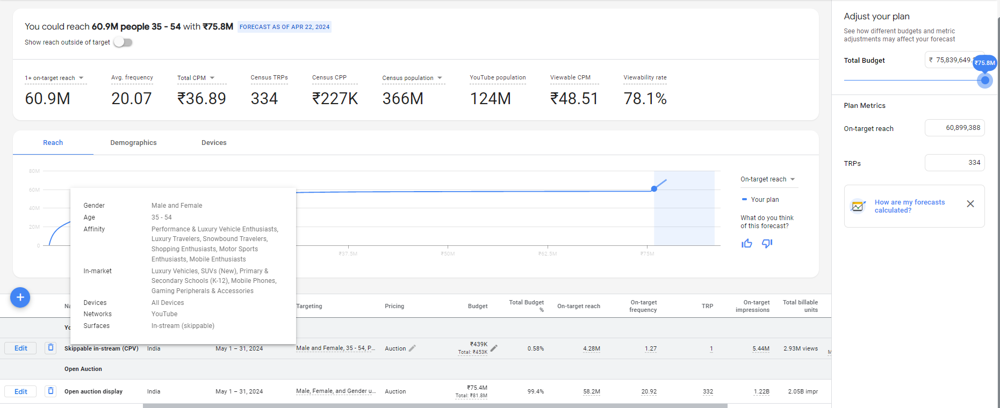 You could reach 60.9M people 35 - 54 with ₹75.8M FORECAST AS OF APR 22, 2024
Show reach outside of target
1+ on-target reach
60.9M
Avg. frequency
20.07
Total CPM
₹36.89
Census TRPs
334
Census CPP
₹227K
Census population
366M
YouTube population
124M
Viewable CPM
₹48.51
Viewability rate
78.1%
Reach
Demographics
Devices
80M
60M
40M
20M
0
₹37.5M
₹50M
₹62.5M
₹75M
On-target reach
Your plan
What do you think
of this forecast?
Gender Male and Female
Age 35 - 54
Affinity Performance & Luxury Vehicle Enthusiasts,
Luxury Travelers, Snowbound Travelers,
Shopping Enthusiasts, Motor Sports
Enthusiasts, Mobile Enthusiasts
In-market Luxury Vehicles, SUVs (New), Primary &
Secondary Schools (K-12), Mobile Phones,
Gaming Peripherals & Accessories
Devices All Devices
Networks YouTube
Surfaces In-stream (skippable)
Targeting
Pricing
Budget
Total Budget
%
On-target reach
On-target
frequency
TRP
On-target
impressions
Total billable
units
Edit Skippable in-stream (CPV) India May 1 – 31, 2024 Male and Female, 35 - 54, P... Auction ₹439K
Total: ₹453K
0.58% 4.28M 1.27 1 5.44M 2.93M views
Open Auction
Edit Open auction display India May 1 – 31, 2024 Male, Female, and Gender u... Auction ₹75.4M
Total: ₹81.8M
99.4% 58.2M 20.92 332 1.22B 2.05B impr
Adjust your plan
See how different budgets and metric
adjustments may affect your forecast
Total Budget ₹ 75,839,649.
₹75.8M
Plan Metrics
On-target reach 60,899,388
TRPs 334
How are my forecasts
calculated?